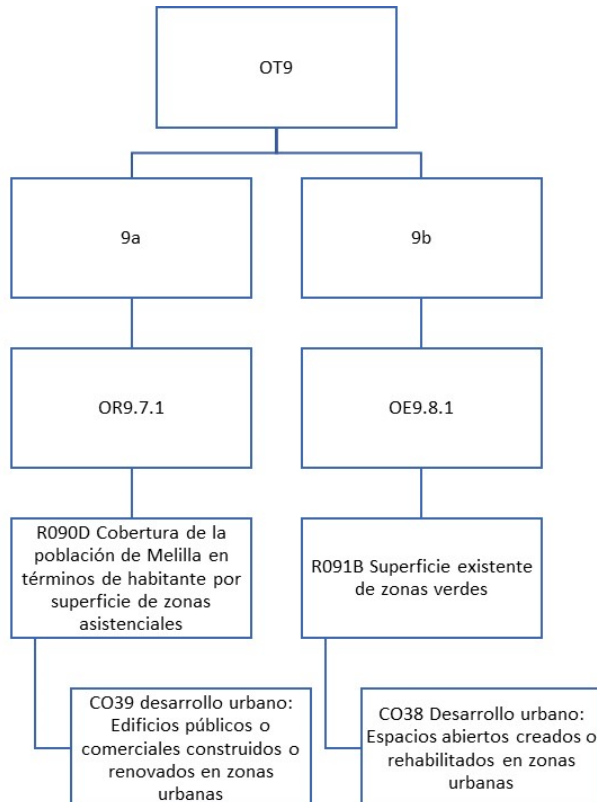 OT9
9a
9b
OR9.7.1
OE9.8.1
R090D Cobertura de la
población de Melilla en
términos de habitante por
superficie de zonas
asistenciales
R091B Superficie existente
de zonas verdes
CO39 desarrollo urbano:
Edificios públicos o
comerciales construidos o
renovados en zonas
urbanas
CO38 Desarrollo urbano:
Espacios abiertos creados o
rehabilitados en zonas
urbanas